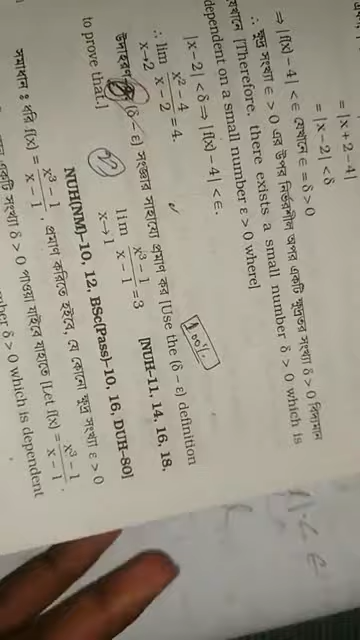 = |x + 2 − 4|
= |x − 2| < δ
⇒ |f(x) − 4| < ε যেখানে ε = δ > 0
∴ ক্ষুদ্র সংখ্যা ε > 0 এর উপর নির্ভরশীল অপর একটি ক্ষুদ্রতর সংখ্যা δ > 0 বিদ্যমান
যেখানে [Therefore, there exists a small number δ > 0 which is
dependent on a small number ε > 0 where]
|x − 2| < δ ⇒ |f(x) − 4| < ε.
∴ lim x→2 (x² − 4)/(x − 2) = 4.
উদাহরণ (δ − ε) সংজ্ঞার সাহায্যে প্রমাণ কর [Use the (δ − ε) definition
to prove that.]
lim x→1 (x³ − 1)/(x − 1) = 3
100%
[NUH-11, 14, 16, 18,
NUH(NM)-10, 12, BSc(Pass)-10, 16, DUH-80]
সমাধান : ধরি f(x) = (x³ − 1)/(x − 1). প্রমাণ করিতে হইবে, যে কোনো ক্ষুদ্র সংখ্যা ε > 0
একটি সংখ্যা δ > 0 পাওয়া যাইবে যাহাতে [Let f(x) = (x³ − 1)/(x − 1).
δ > 0 which is dependent